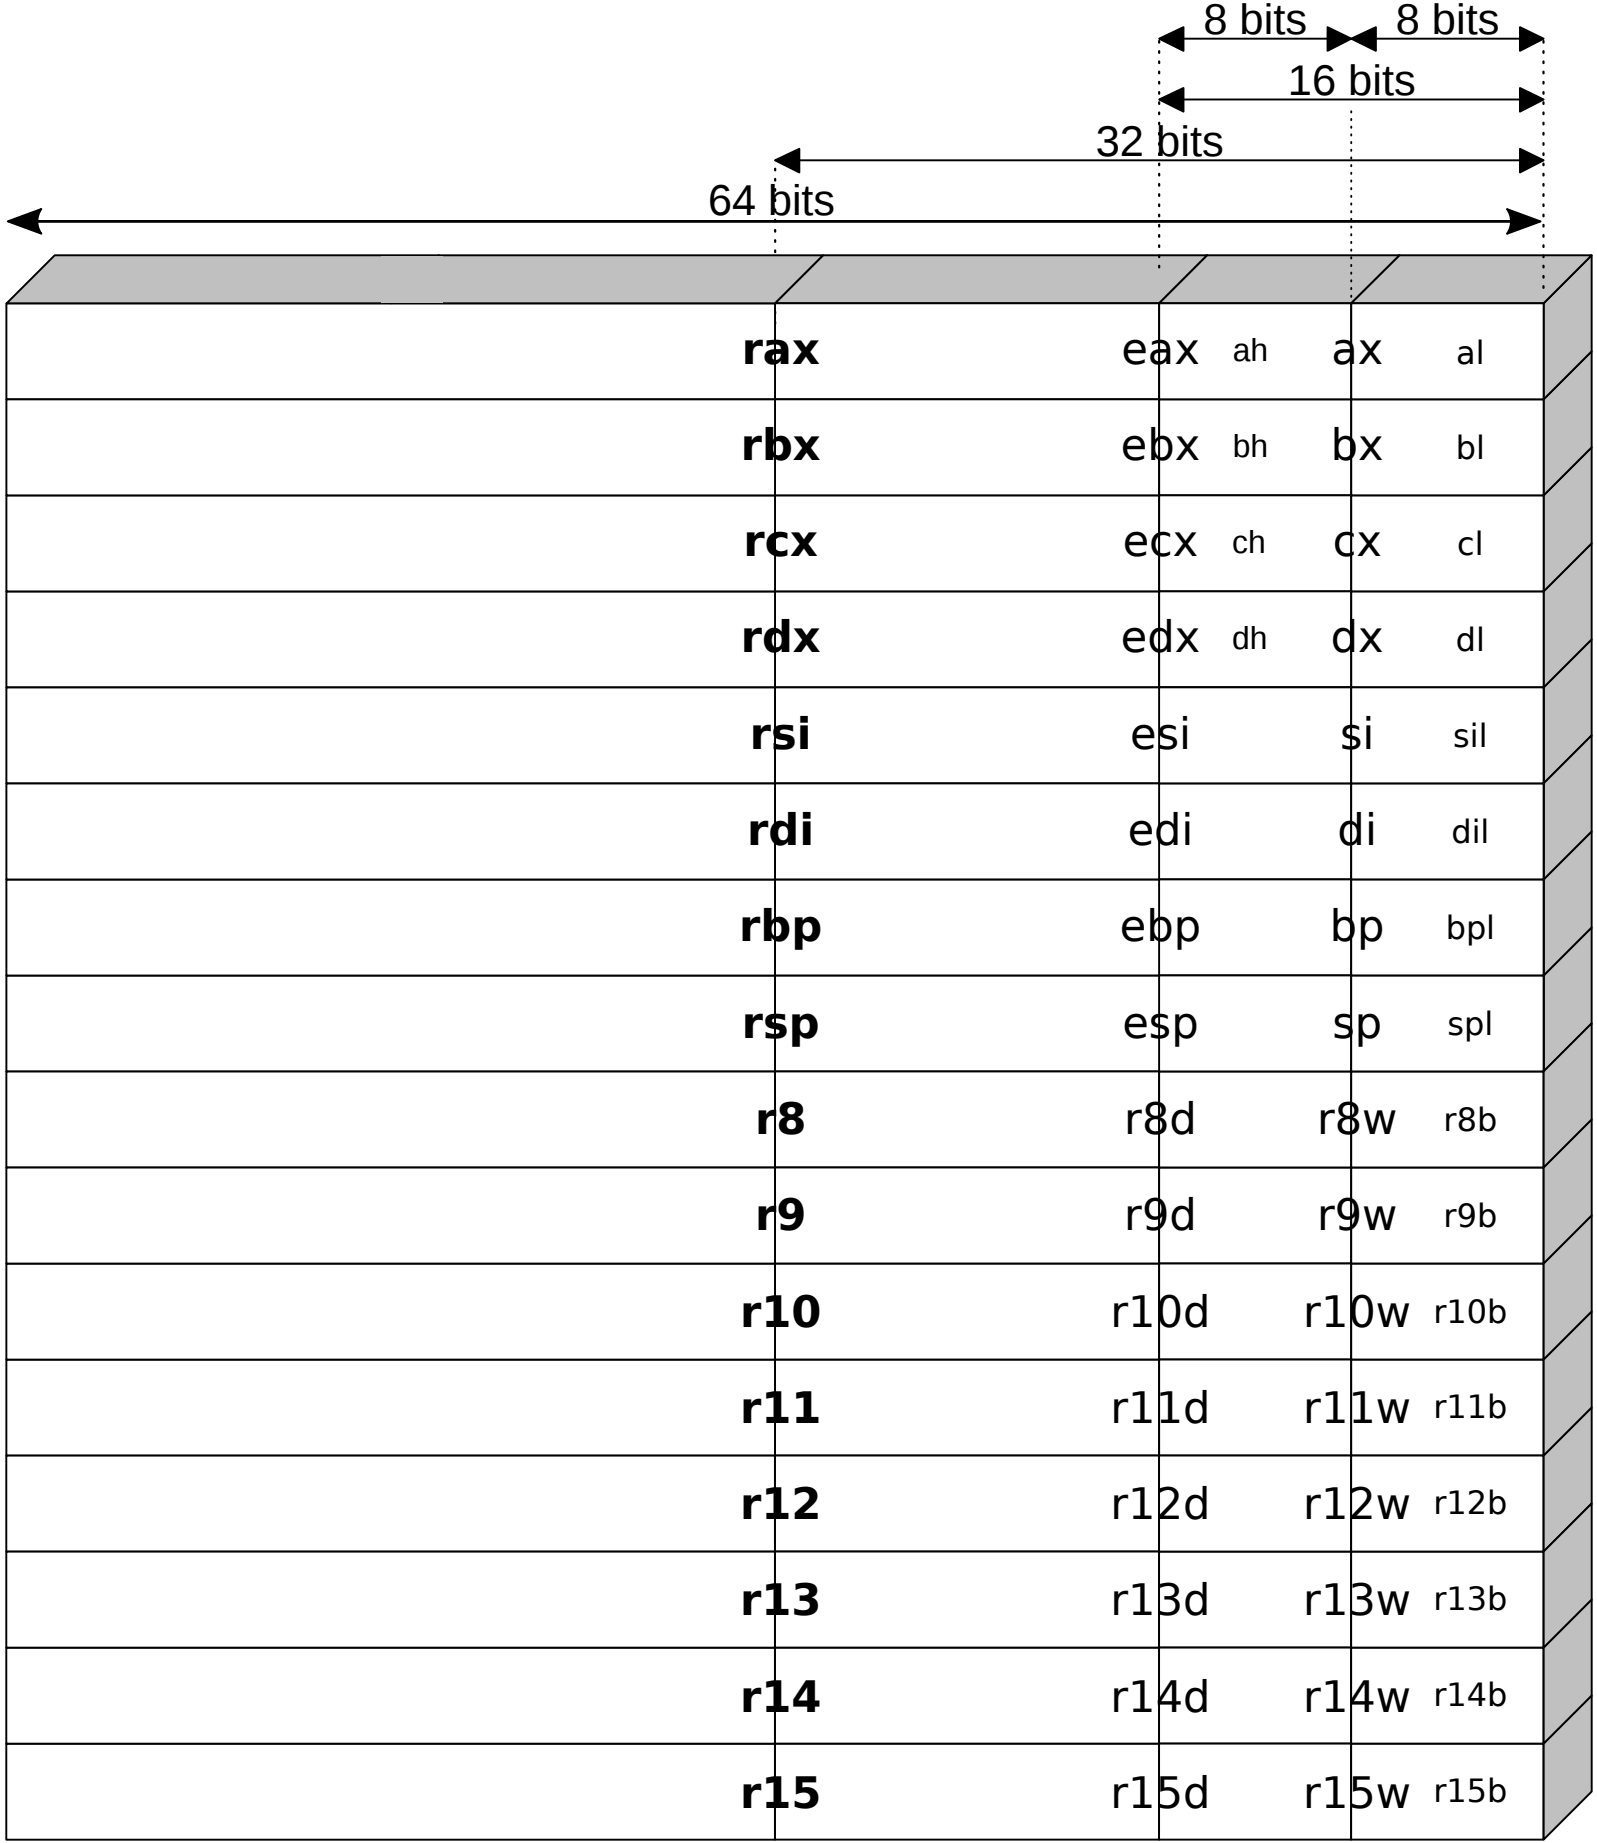 8 bits 8 bits
16 bits
32 bits
64 bits
rax eax ah ax al
rbx ebx bh bx bl
rcx ecx ch cx cl
rdx edx dh dx dl
rsi esi si sil
rdi edi di dil
rbp ebp bp bpl
rsp esp sp spl
r8 r8d r8w r8b
r9 r9d r9w r9b
r10 r10d r10w r10b
r11 r11d r11w r11b
r12 r12d r12w r12b
r13 r13d r13w r13b
r14 r14d r14w r14b
r15 r15d r15w r15b